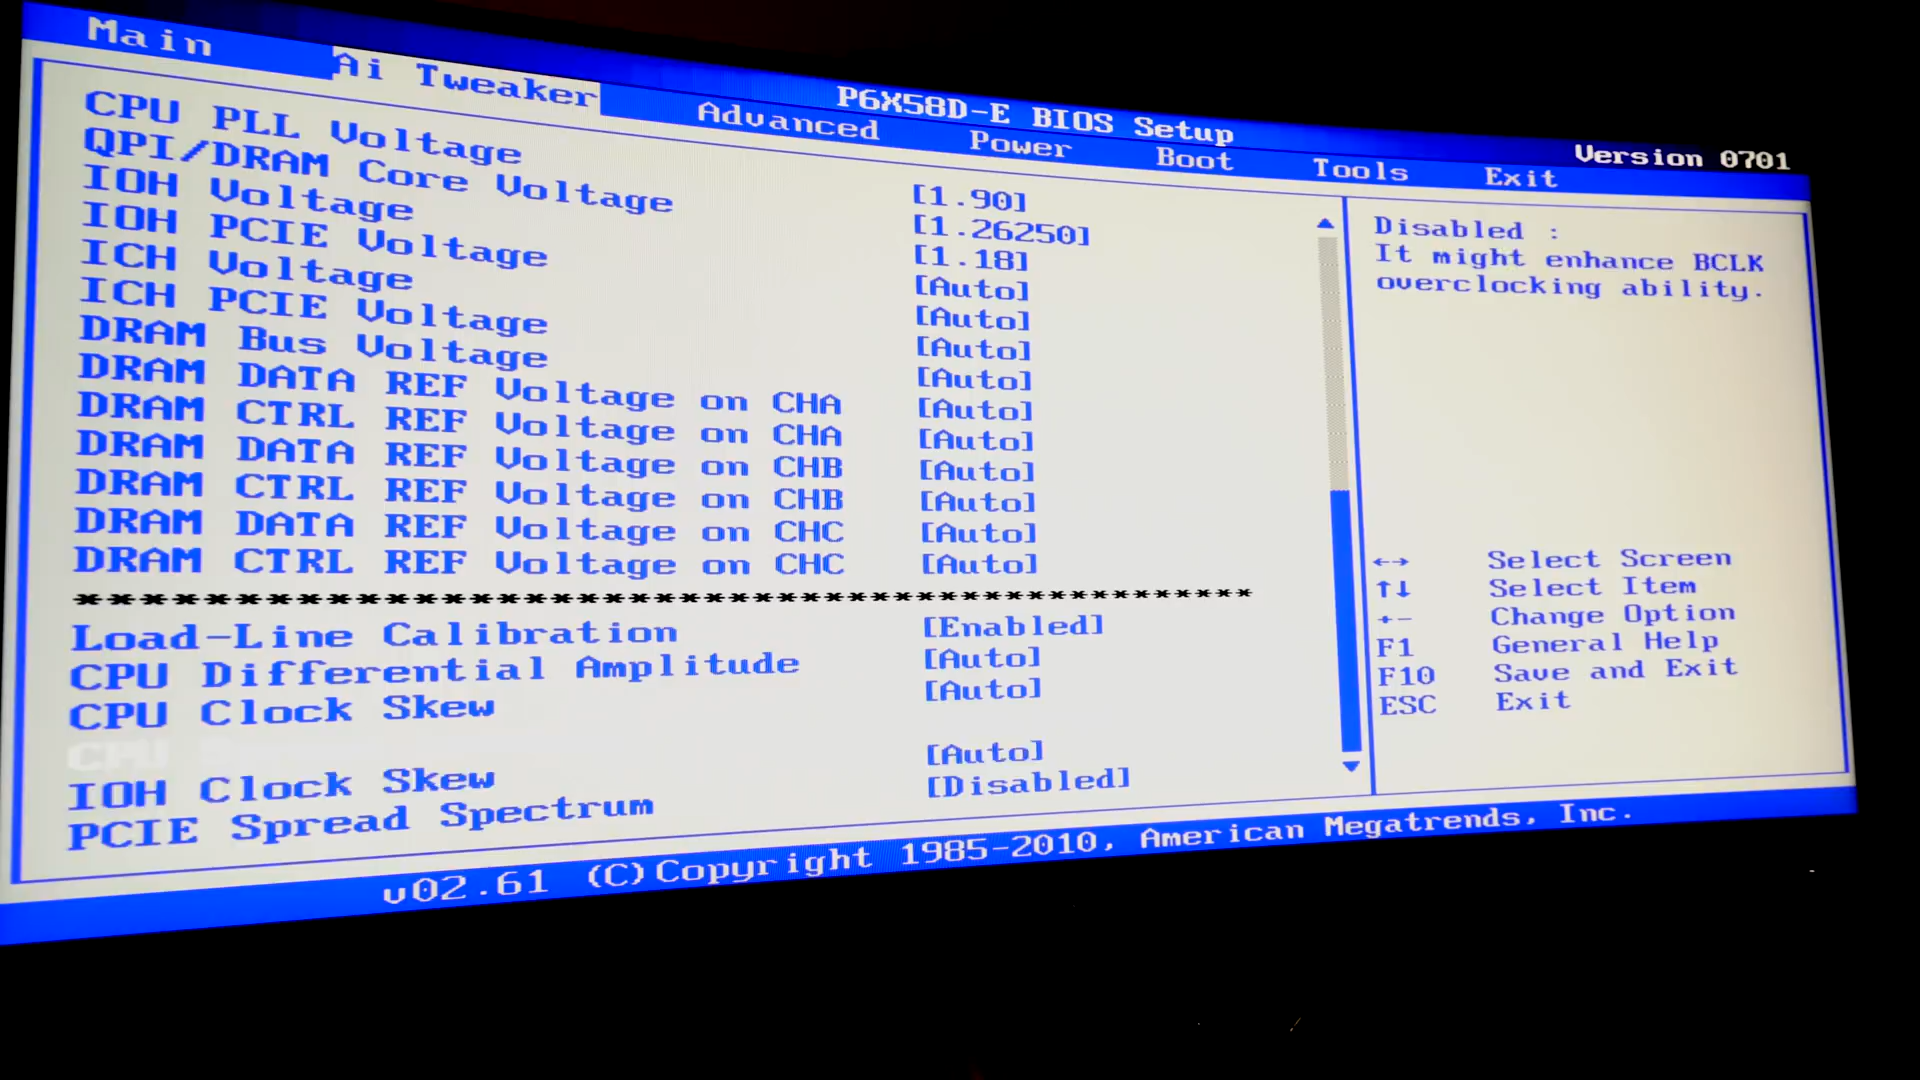 P6X58D-E BIOS Setup Version 0701
Main Ai Tweaker Advanced Power Boot Tools Exit
CPU PLL Voltage [1.90]
QPI/DRAM Core Voltage [1.26250]
IOH Voltage [1.18]
IOH PCIE Voltage [Auto]
ICH Voltage [Auto]
ICH PCIE Voltage [Auto]
DRAM Bus Voltage [Auto]
DRAM DATA REF Voltage on CHA [Auto]
DRAM CTRL REF Voltage on CHA [Auto]
DRAM DATA REF Voltage on CHB [Auto]
DRAM CTRL REF Voltage on CHB [Auto]
DRAM DATA REF Voltage on CHC [Auto]
DRAM CTRL REF Voltage on CHC [Auto]
Load-Line Calibration [Enabled]
CPU Differential Amplitude [Auto]
CPU Clock Skew [Auto]
CPU
IOH Clock Skew [Auto]
PCIE Spread Spectrum [Disabled]
Disabled :
It might enhance BCLK
overclocking ability.
←→ Select Screen
↑↓ Select Item
+- Change Option
F1 General Help
F10 Save and Exit
ESC Exit
v02.61 (C)Copyright 1985-2010, American Megatrends, Inc.